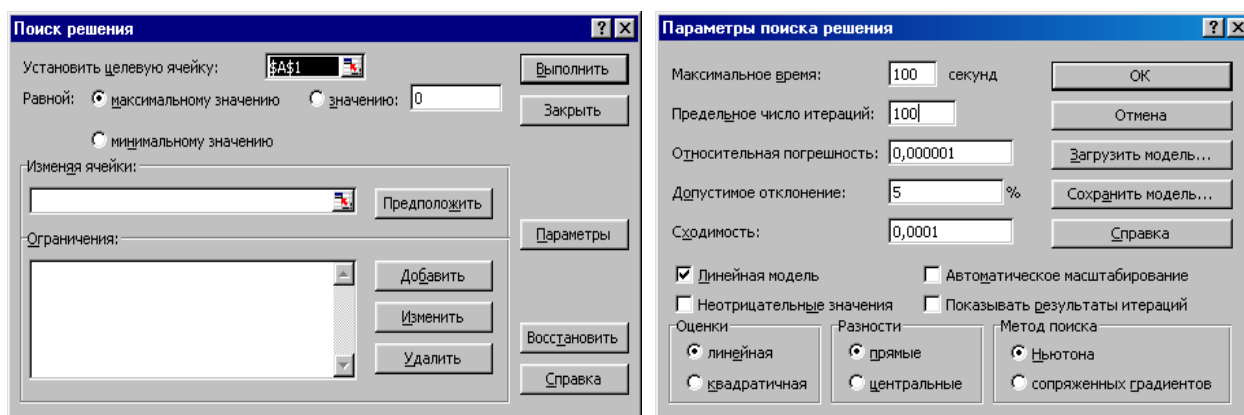 Поиск решения
Установить целевую ячейку: $A$1
Равной: максимальному значению значению: 0
минимальному значению
Изменяя ячейки:
Предположить
Ограничения:
Добавить
Изменить
Удалить
Выполнить
Закрыть
Параметры
Восстановить
Справка
Параметры поиска решения
Максимальное время: 100 секунд
Предельное число итераций: 100
Относительная погрешность: 0,000001
Допустимое отклонение: 5 %
Сходимость: 0,0001
Линейная модель Автоматическое масштабирование
Неотрицательные значения Показывать результаты итераций
Оценки
линейная
квадратичная
Разности
прямые
центральные
Метод поиска
Ньютона
сопряженных градиентов
OK
Отмена
Загрузить модель...
Сохранить модель...
Справка